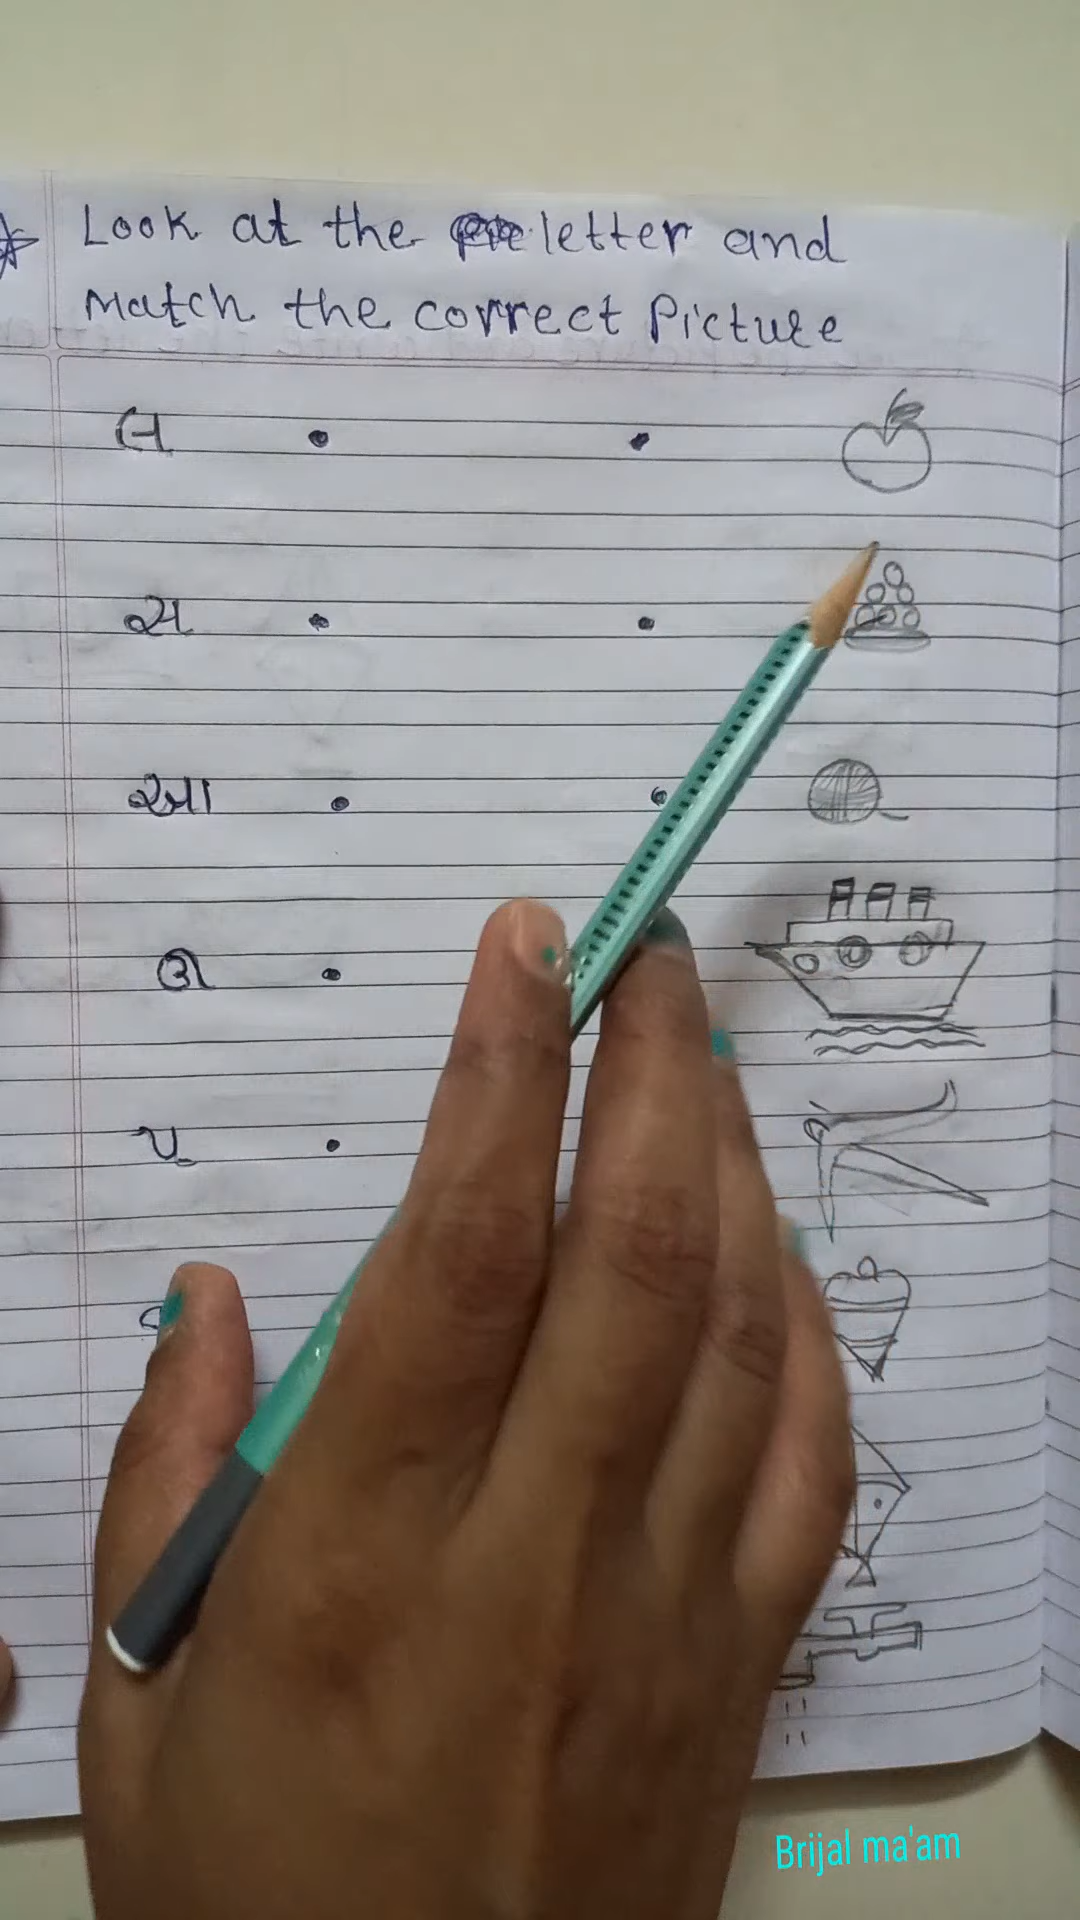 Look at the letter and
Match the correct Picture
લ
સ
આ
ઊ
પ
Brijal ma'am